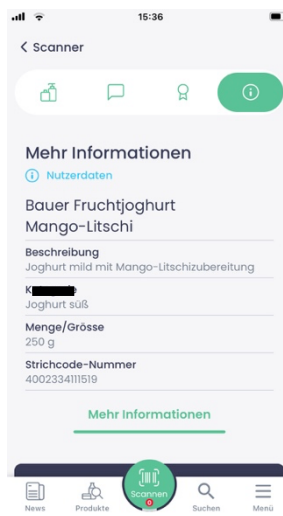 15:36
Scanner
Mehr Informationen
Nutzerdaten
Bauer Fruchtjoghurt
Mango-Litschi
Beschreibung
Joghurt mild mit Mango-Litschizubereitung
Joghurt süß
Menge/Grösse
250 g
Strichcode-Nummer
4002334111519
Mehr Informationen
News
Produkte
Scannen
Suchen
Menü